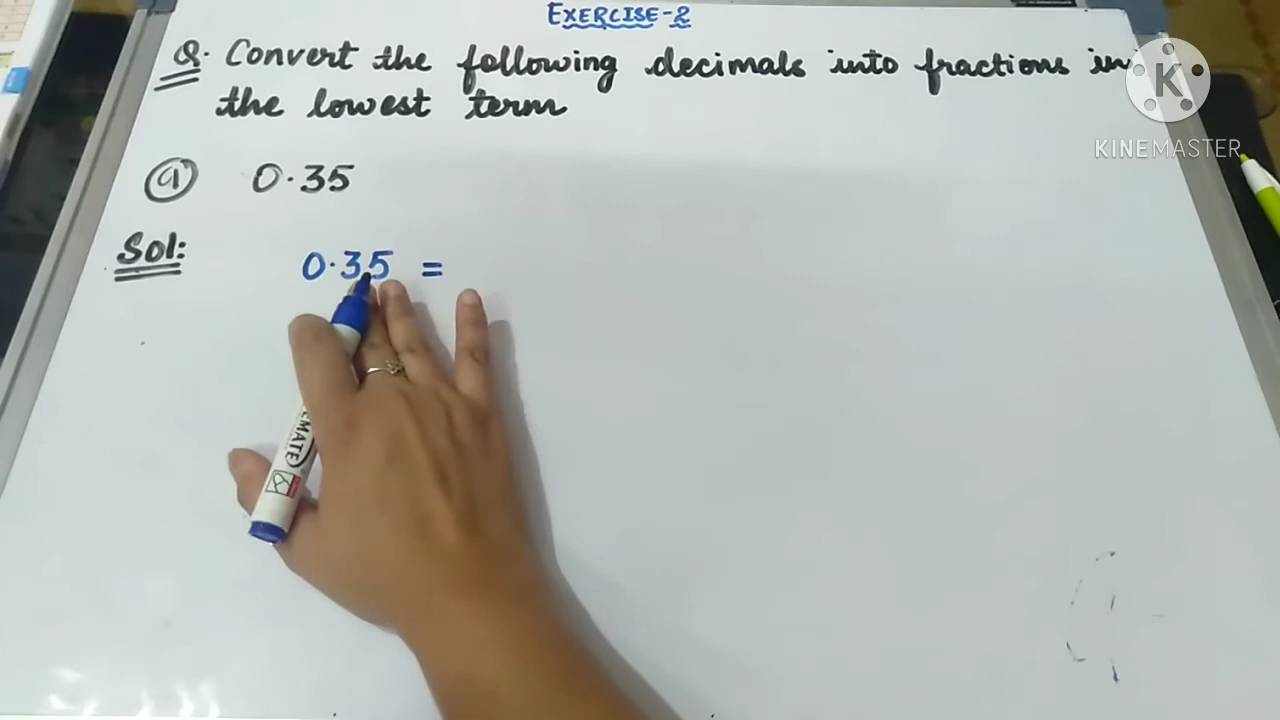 EXERCISE-2
Q. Convert the following decimals into fractions in
the lowest term
K
KINEMASTER
a 0.35
Sol:
0.35 =